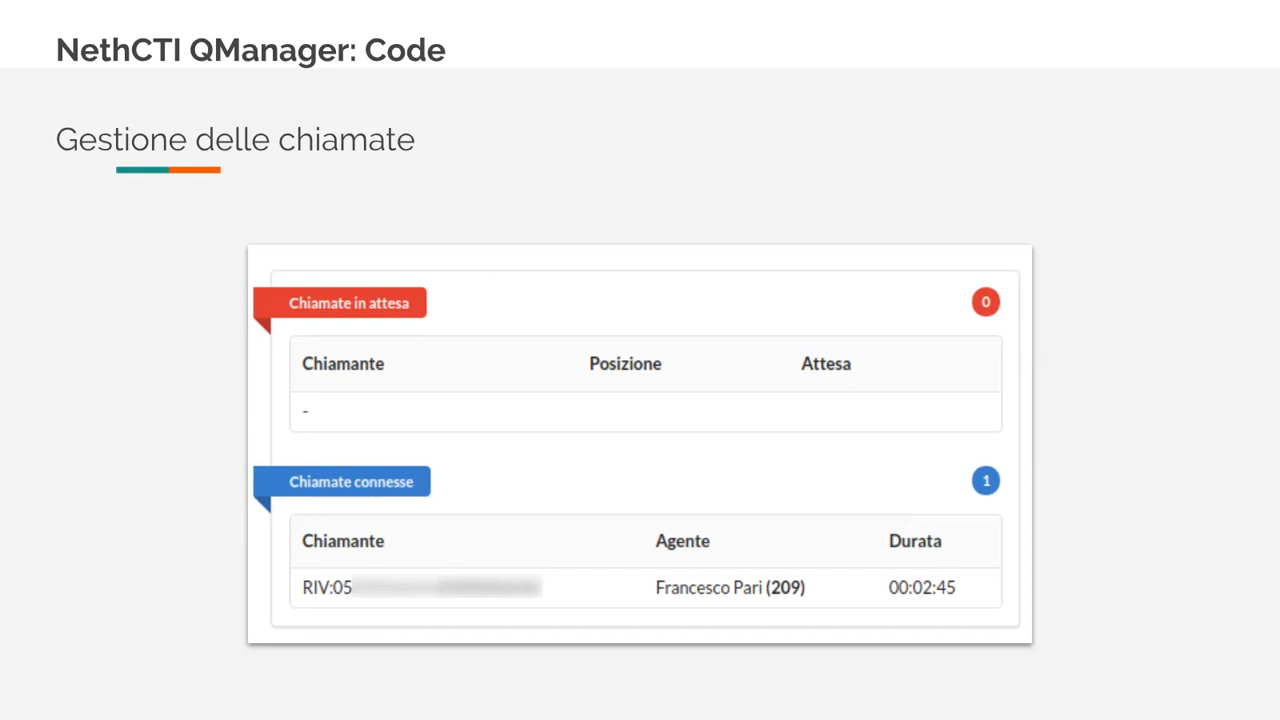 NethCTI QManager: Code
Gestione delle chiamate
Chiamate in attesa 0
Chiamante Posizione Attesa
-
Chiamate connesse 1
Chiamante Agente Durata
RIV:05 Francesco Pari (209) 00:02:45